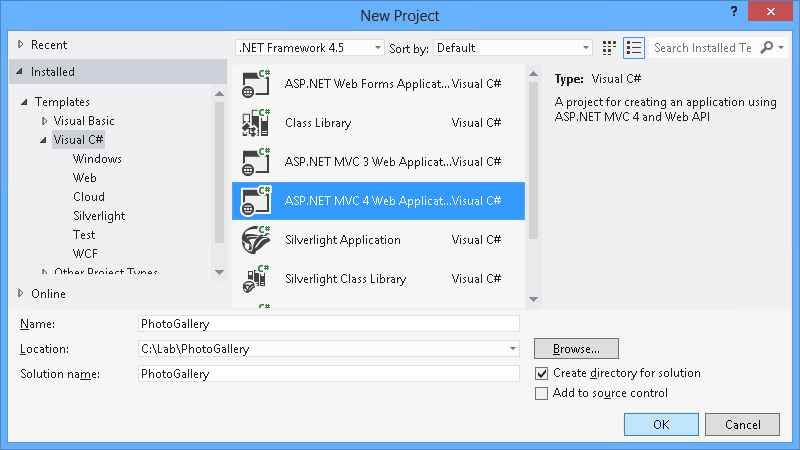 New Project
? ×
Recent
Installed
Templates
Visual Basic
Visual C#
Windows
Web
Cloud
Silverlight
Test
WCF
Other Project Types
Online
.NET Framework 4.5 Sort by: Default
Search Installed Te
C# ASP.NET Web Forms Applicat...Visual C#
C# Class Library Visual C#
C# ASP.NET MVC 3 Web Applicat...Visual C#
C# ASP.NET MVC 4 Web Applicat...Visual C#
C# Silverlight Application Visual C#
C# Silverlight Class Library Visual C#
C#
Type: Visual C#
A project for creating an application using
ASP.NET MVC 4 and Web API
Name: PhotoGallery
Location: C:\Lab\PhotoGallery Browse...
Solution name: PhotoGallery
Create directory for solution
Add to source control
OK Cancel